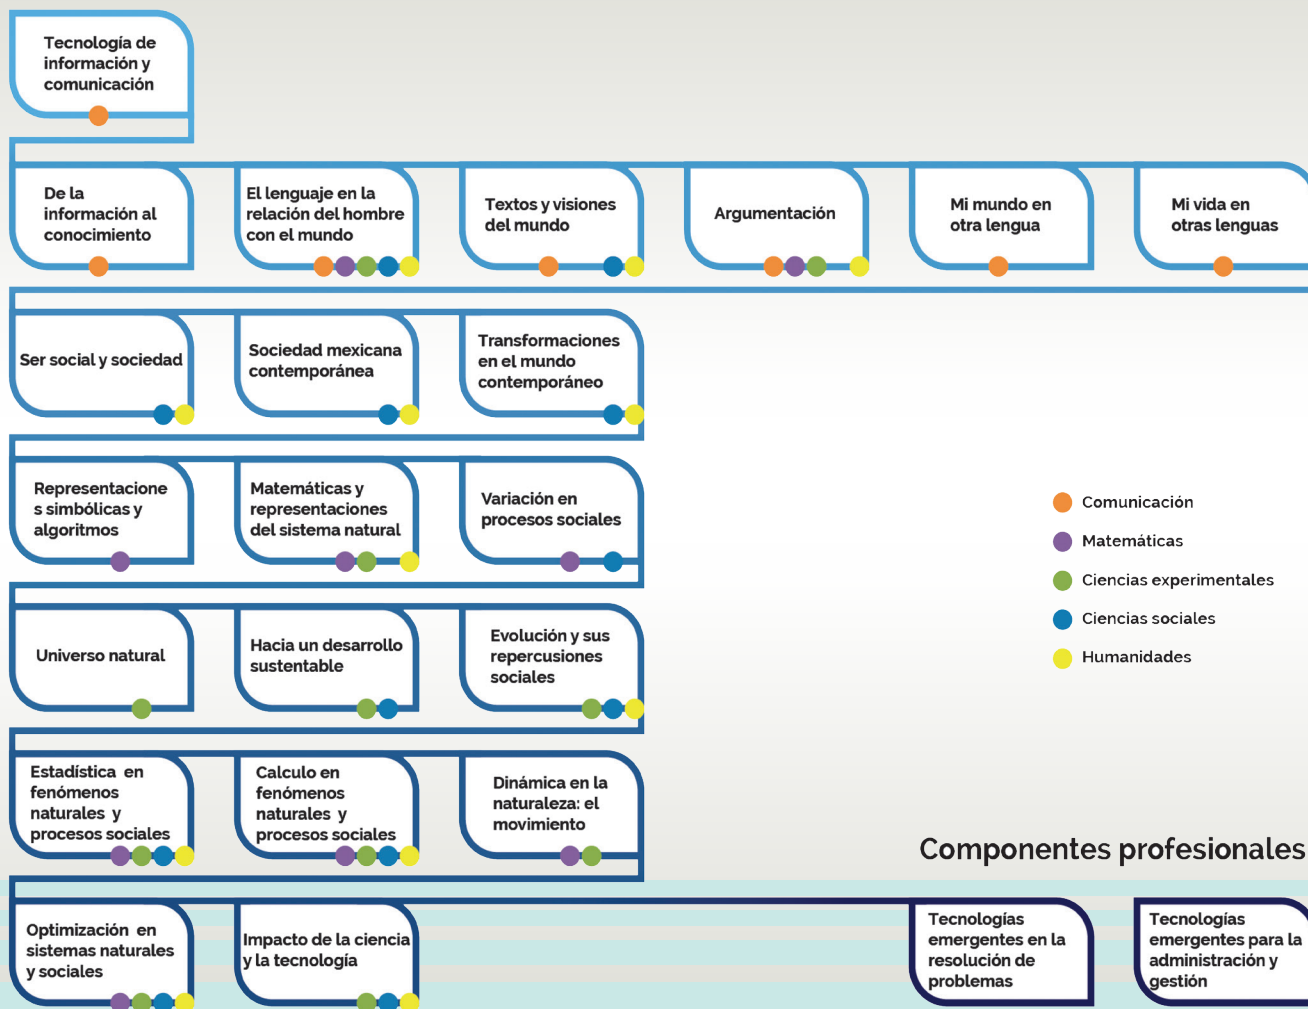 Tecnología de
información y
comunicación
De la
información al
conocimiento
El lenguaje en la
relación del hombre
con el mundo
Textos y visiones
del mundo
Argumentación
Mi mundo en
otra lengua
Mi vida en
otras lenguas
Ser social y sociedad
Sociedad mexicana
contemporánea
Transformaciones
en el mundo
contemporáneo
Representacione
s simbólicas y
algoritmos
Matemáticas y
representaciones
del sistema natural
Variación en
procesos sociales
Comunicación
Matemáticas
Ciencias experimentales
Ciencias sociales
Humanidades
Universo natural
Hacia un desarrollo
sustentable
Evolución y sus
repercusiones
sociales
Estadística en
fenómenos
naturales y
procesos sociales
Calculo en
fenómenos
naturales y
procesos sociales
Dinámica en la
naturaleza: el
movimiento
Componentes profesionales
Optimización en
sistemas naturales
y sociales
Impacto de la ciencia
y la tecnología
Tecnologías
emergentes en la
resolución de
problemas
Tecnologías
emergentes para la
administración y
gestión